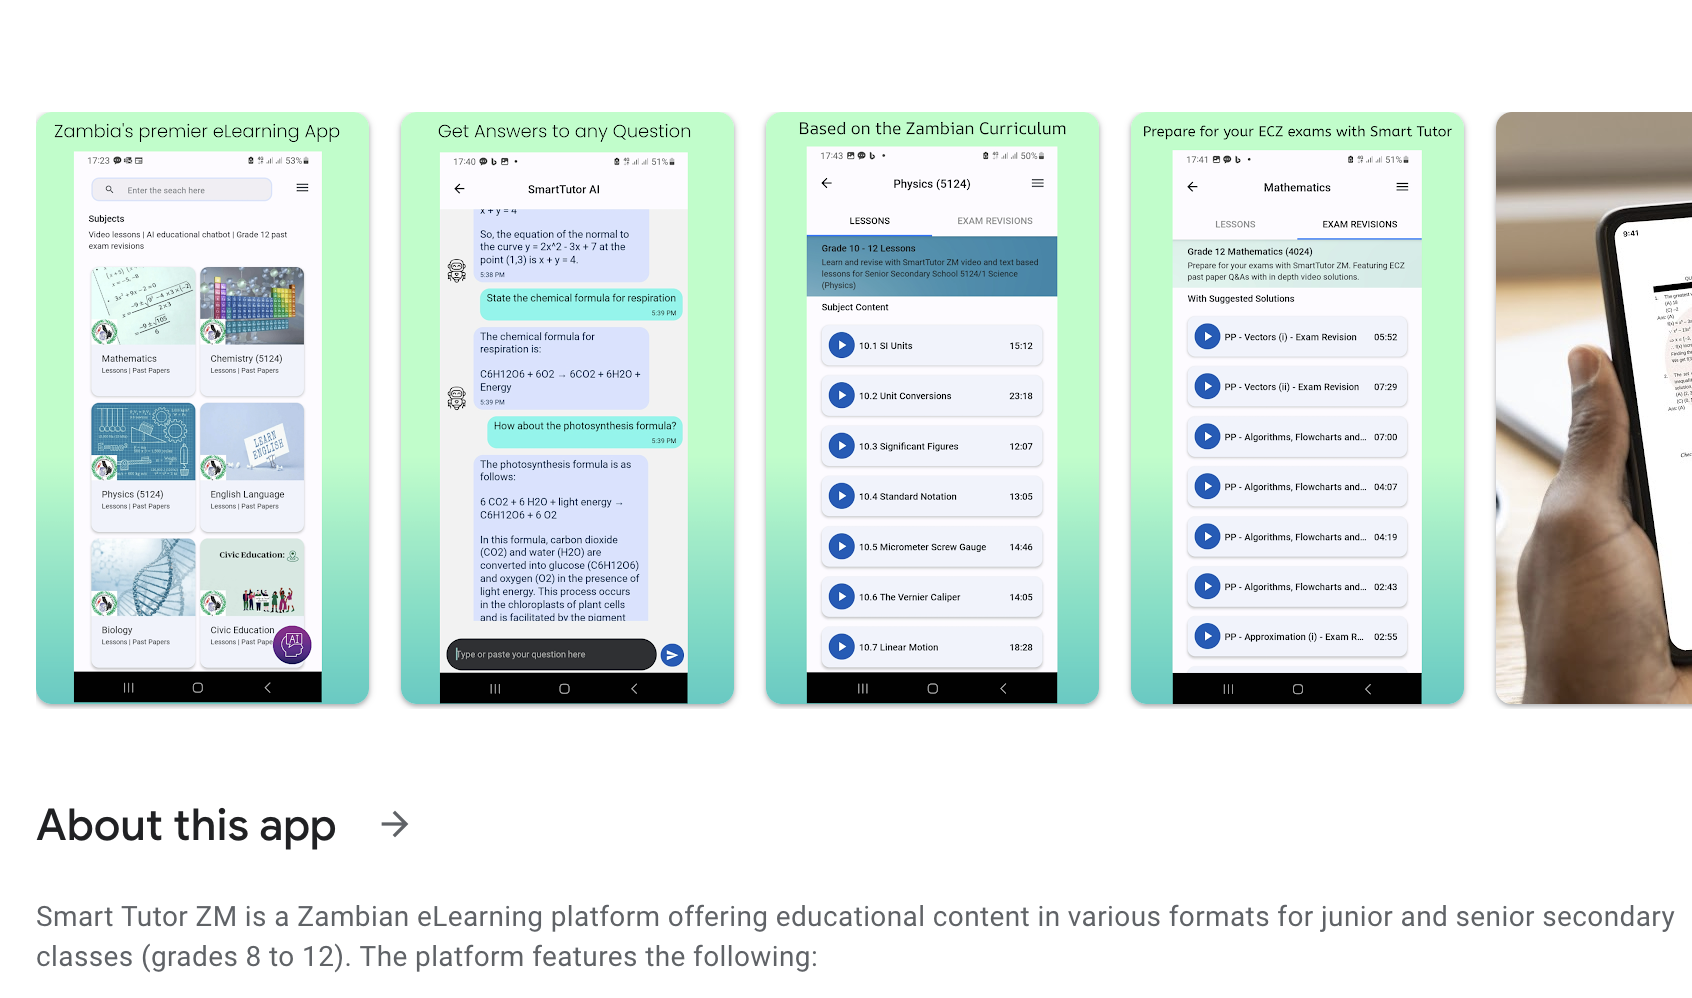 Zambia's premier eLearning App
17:23
53%
Enter the seach here
Subjects
Video lessons | AI educational chatbot | Grade 12 past
exam revisions
Mathematics
Lessons | Past Papers
Chemistry (5124)
Lessons | Past Papers
LEARN
ENGLISH
Physics (5124)
Lessons | Past Papers
English Language
Lessons | Past Papers
Civic Education:
Biology
Lessons | Past Papers
Civic Education
Lessons | Past Pape
AI
Get Answers to any Question
17:40
51%
SmartTutor AI
x + y = 4
So, the equation of the normal to
the curve y = 2x^2 - 3x + 7 at the
point (1,3) is x + y = 4.
5:38 PM
State the chemical formula for respiration
5:39 PM
The chemical formula for
respiration is:
C6H12O6 + 6O2 → 6CO2 + 6H2O +
Energy
5:39 PM
How about the photosynthesis formula?
5:39 PM
The photosynthesis formula is as
follows:
6 CO2 + 6 H2O + light energy →
C6H12O6 + 6 O2
In this formula, carbon dioxide
(CO2) and water (H2O) are
converted into glucose (C6H12O6)
and oxygen (O2) in the presence of
light energy. This process occurs
in the chloroplasts of plant cells
and is facilitated by the pigment
Type or paste your question here
Based on the Zambian Curriculum
17:43
50%
Physics (5124)
LESSONS
EXAM REVISIONS
Grade 10 - 12 Lessons
Learn and revise with SmartTutor ZM video and text based
lessons for Senior Secondary School 5124/1 Science
(Physics)
Subject Content
10.1 SI Units 15:12
10.2 Unit Conversions 23:18
10.3 Significant Figures 12:07
10.4 Standard Notation 13:05
10.5 Micrometer Screw Gauge 14:46
10.6 The Vernier Caliper 14:05
10.7 Linear Motion 18:28
Prepare for your ECZ exams with Smart Tutor
17:41
51%
Mathematics
LESSONS
EXAM REVISIONS
Grade 12 Mathematics (4024)
Prepare for your exams with SmartTutor ZM. Featuring ECZ
past paper Q&As with in depth video solutions.
With Suggested Solutions
PP - Vectors (i) - Exam Revision 05:52
PP - Vectors (ii) - Exam Revision 07:29
PP - Algorithms, Flowcharts and... 07:00
PP - Algorithms, Flowcharts and... 04:07
PP - Algorithms, Flowcharts and... 04:19
PP - Algorithms, Flowcharts and... 02:43
PP - Approximation (i) - Exam R... 02:55
9:41
About this app
Smart Tutor ZM is a Zambian eLearning platform offering educational content in various formats for junior and senior secondary
classes (grades 8 to 12). The platform features the following: